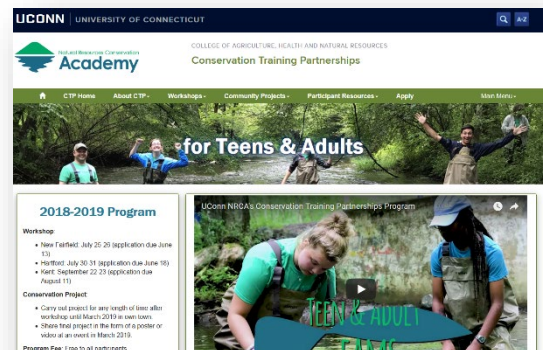 UCONN UNIVERSITY OF CONNECTICUT
A-Z
Natural Resources Conservation
Academy
COLLEGE OF AGRICULTURE, HEALTH AND NATURAL RESOURCES
Conservation Training Partnerships
CTP Home About CTP Workshops Community Projects Participant Resources Apply Main Menu
for Teens & Adults
2018-2019 Program
Workshop:
New Fairfield: July 25-26 (application due June
13)
Hartford: July 30-31 (application due June 18)
Kent: September 22-23 (application due
August 11)
Conservation Project:
Carry out project for any length of time after
workshop until March 2019 in own town.
Share final project in the form of a poster or
video at an event in March 2019.
Program Fee: Free to all participants
UConn NRCA's Conservation Training Partnerships Program
TEEN & ADULT
TEAMS